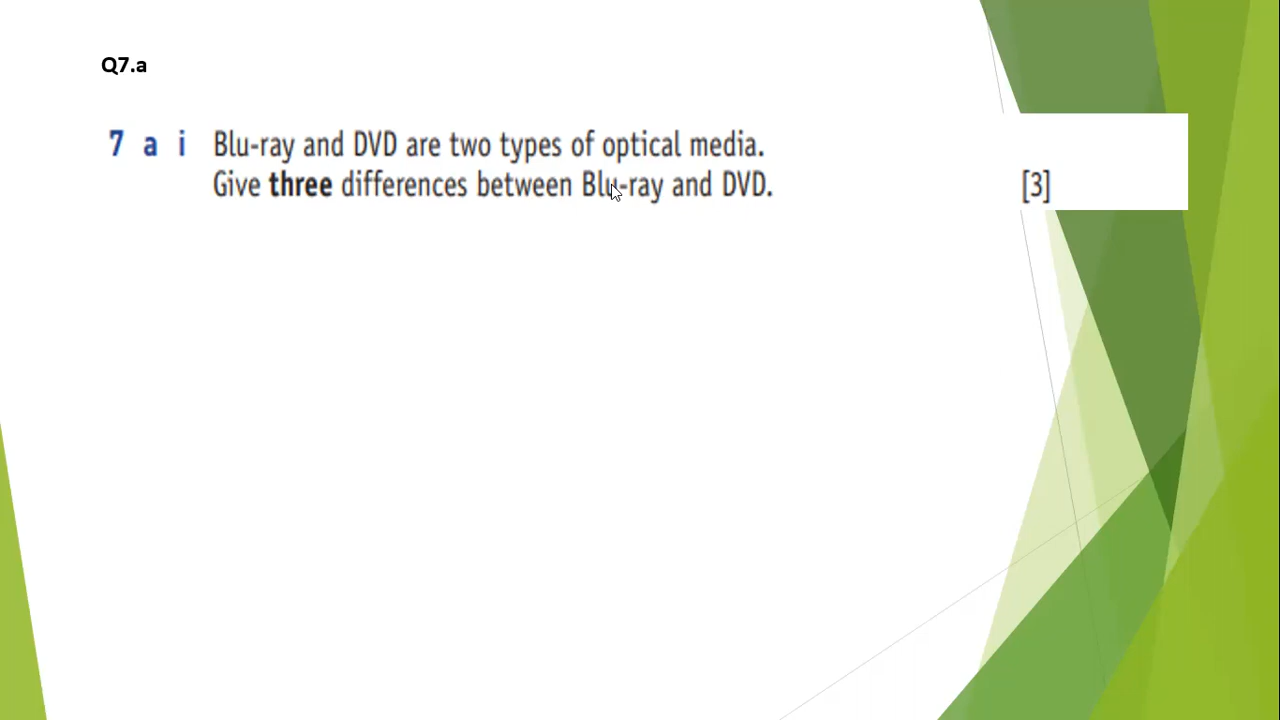 Q7.a
7 a i Blu-ray and DVD are two types of optical media.
Give three differences between Blu-ray and DVD. [3]